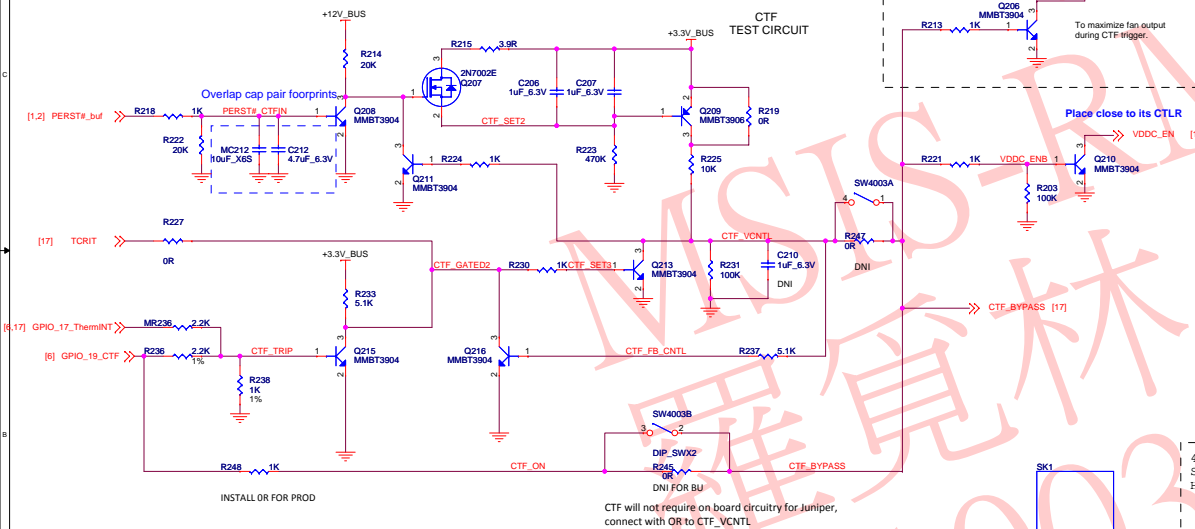 +12V_BUS
CTF
TEST CIRCUIT
+3.3V_BUS
Q206
MMBT3904
R213
1K
To maximize fan output
during CTF trigger.
R214
20K
R215
3.9R
2N7002E
Q207
C206
1uF_6.3V
C207
1uF_6.3V
Overlap cap pair foorprints
[1,2] PERST#_buf
R218
1K
PERST#_CTFIN
Q208
MMBT3904
CTF_SET2
Q209
MMBT3906
R219
0R
Place close to its CTLR
VDDC_EN
R222
20K
MC212
10uF_X6S
C212
4.7uF_6.3V
Q211
MMBT3904
R224
1K
R223
470K
R225
10K
R221
1K
VDDC_ENB
Q210
MMBT3904
SW4003A
R203
100K
[17] TCRIT
R227
0R
CTF_VCNTL
R247
0R
DNI
+3.3V_BUS
CTF_GATED2
R230
1K
CTF_SET31
Q213
MMBT3904
R231
100K
C210
1uF_6.3V
DNI
R233
5.1K
CTF_BYPASS [17]
[6,17] GPIO_17_ThermINT
MR236
2.2K
[6] GPIO_19_CTF
R236
2.2K
1%
CTF_TRIP
Q215
MMBT3904
Q216
MMBT3904
CTF_FB_CNTL
R237
5.1K
R238
1K
1%
SW4003B
DIP_SWX2
R248
1K
CTF_ON
R245
0R
CTF_BYPASS
DNI FOR BU
INSTALL 0R FOR PROD
SK1
CTF will not require on board circuitry for Juniper,
connect with OR to CTF_VCNTL
MSIS-R
羅覓林
003